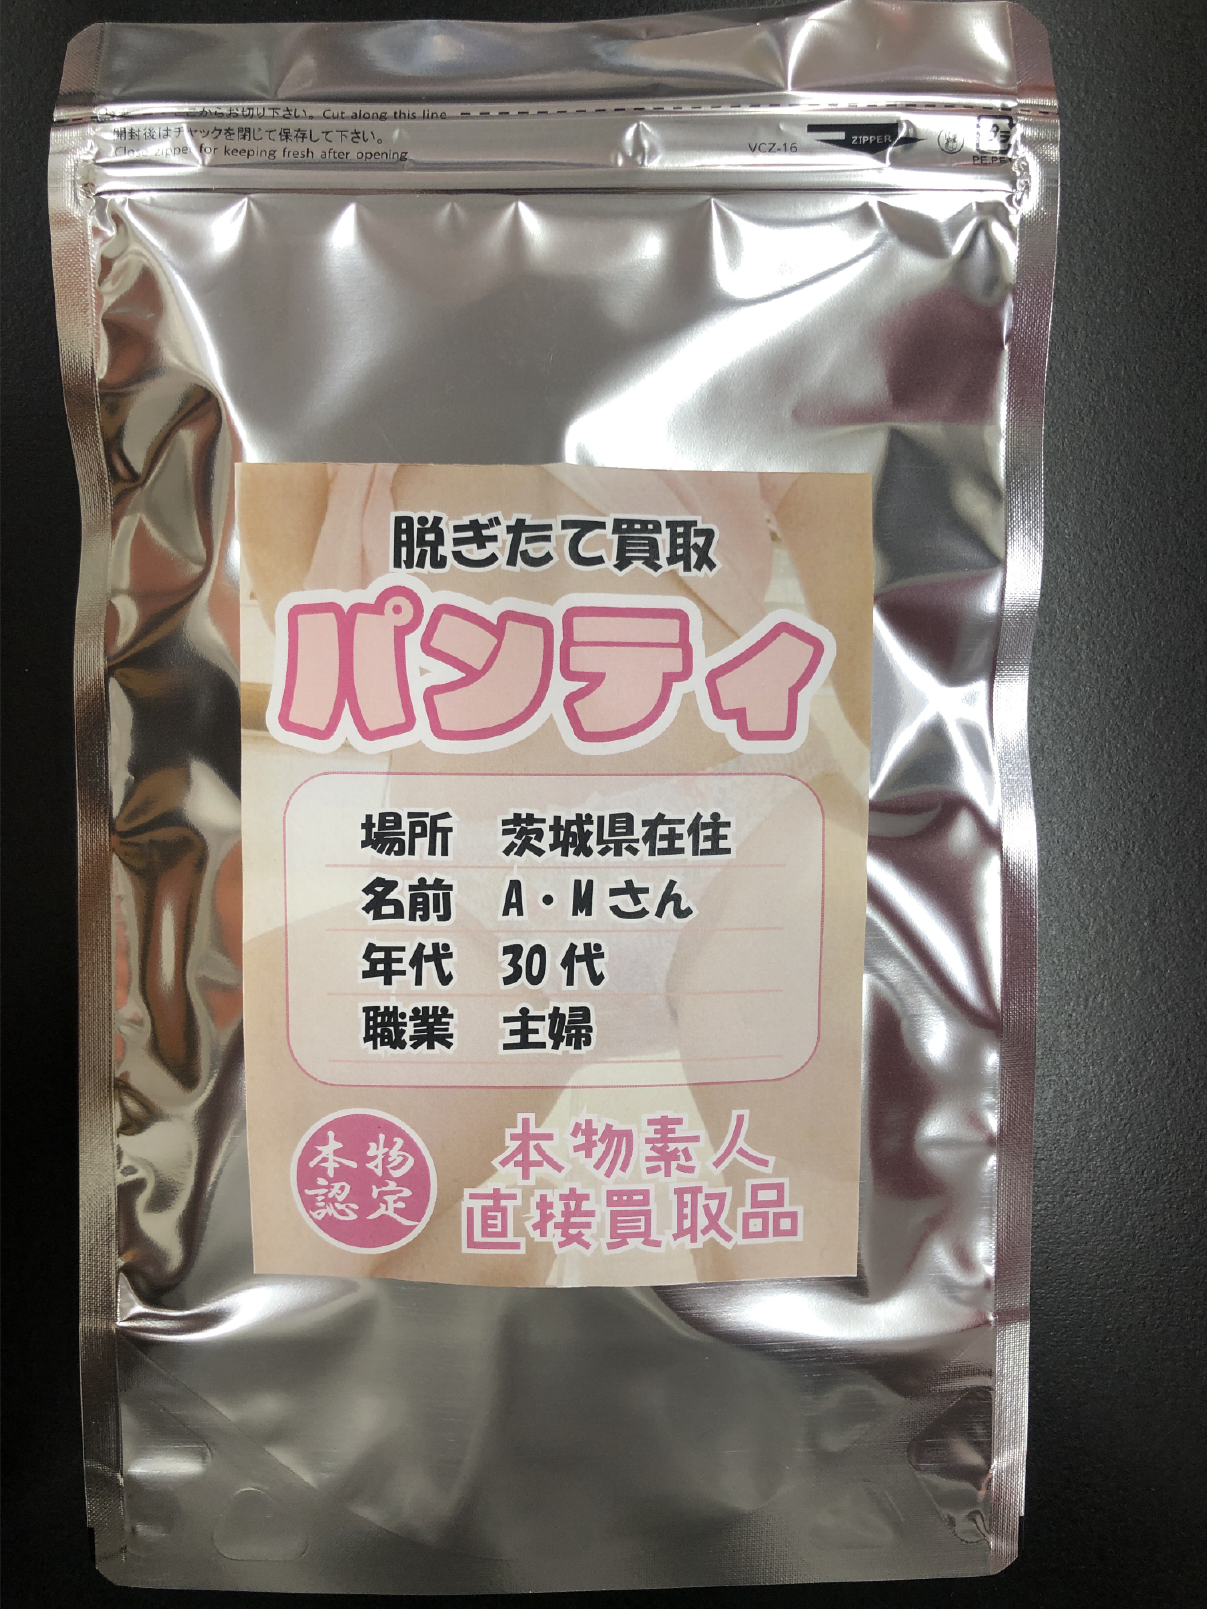 からお切り下さい。Cut along this line
開封後はチャックを閉じて保存して下さい。
Close zipper for keeping fresh after opening
VCZ-16 ZIPPER
プラ
脱ぎたて買取
パンティ
場所 茨城県在住
名前 A・Mさん
年代 30代
職業 主婦
本物
認定
本物素人
直接買取品